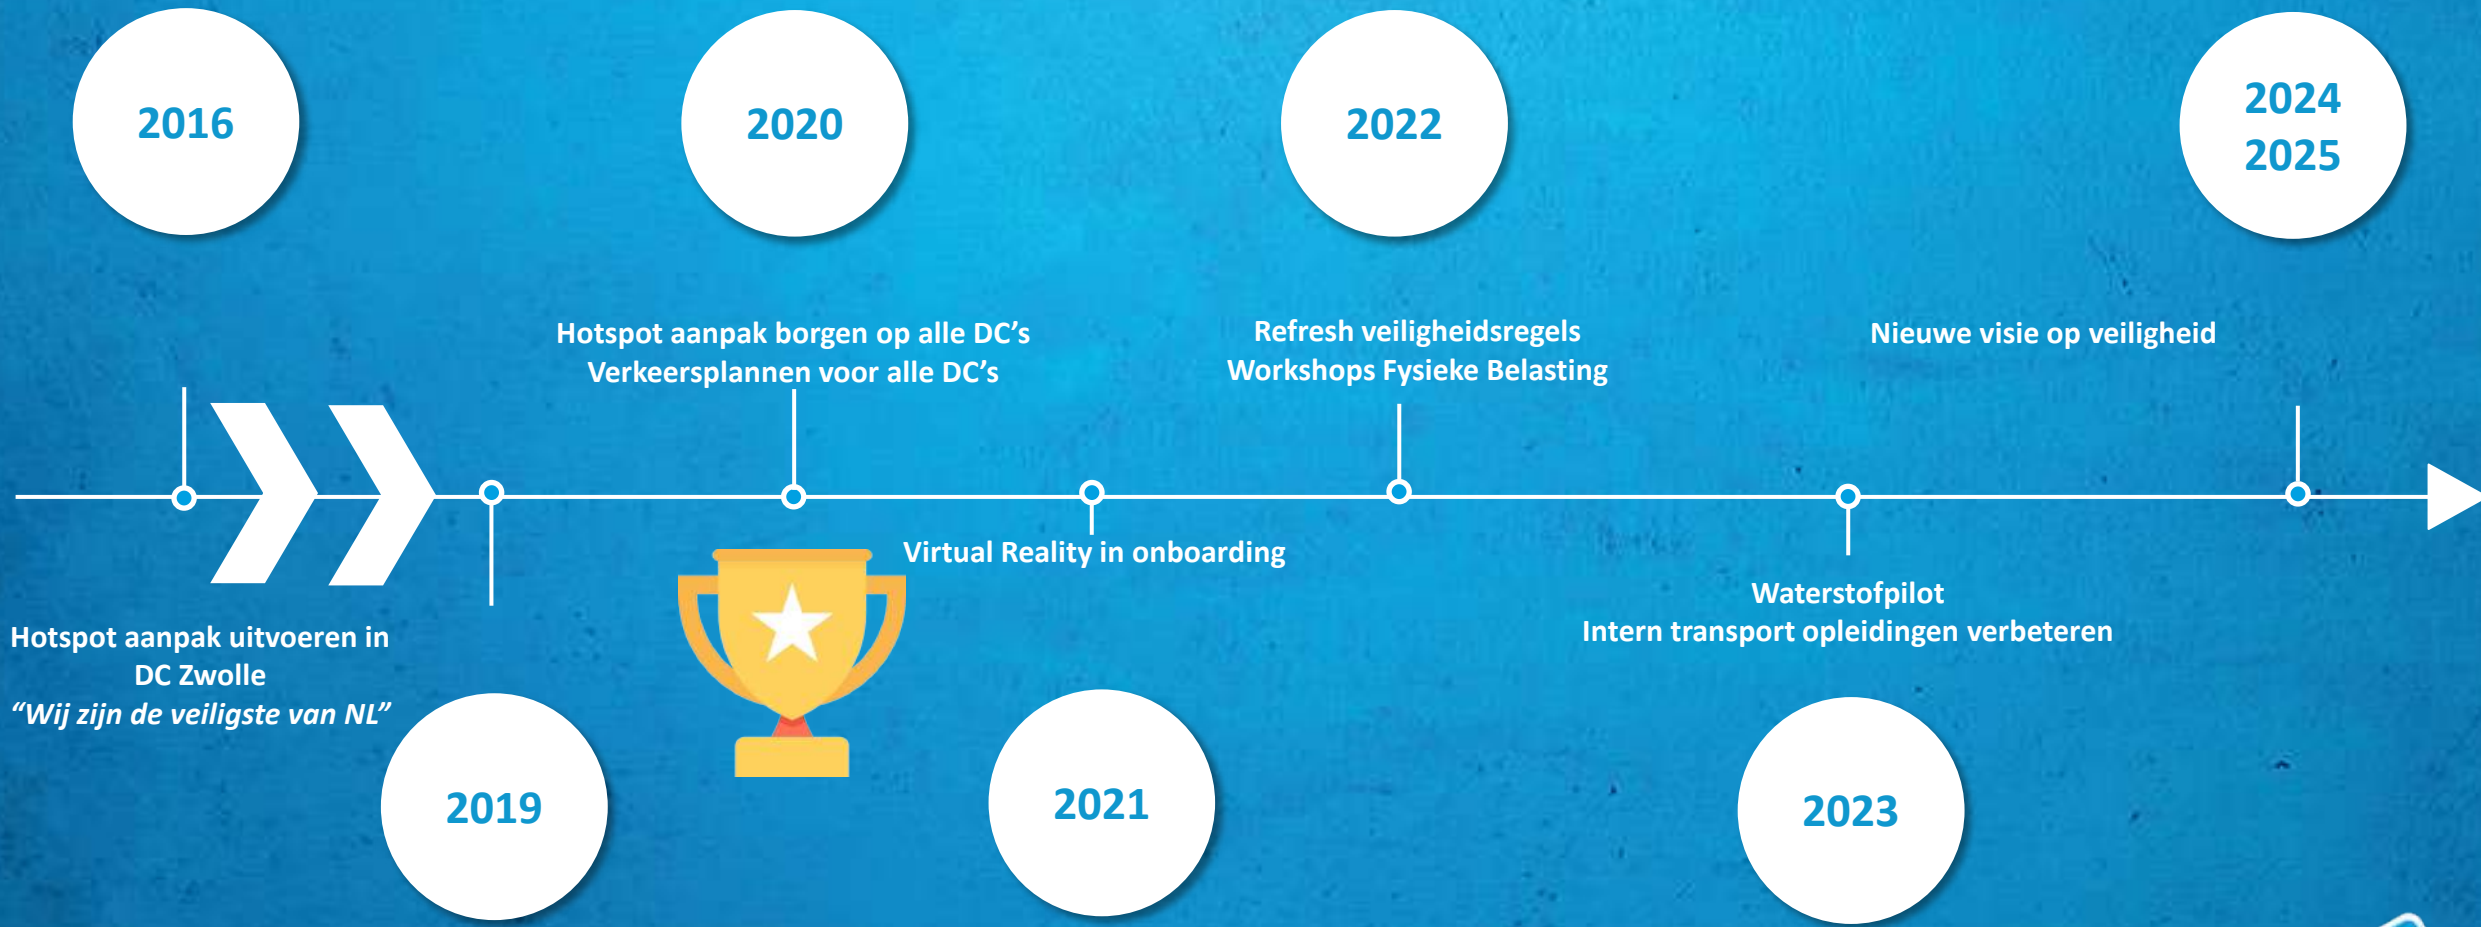 2016
2020
2022
2024
2025
Hotspot aanpak borgen op alle DC’s
Verkeersplannen voor alle DC’s
Refresh veiligheidsregels
Workshops Fysieke Belasting
Nieuwe visie op veiligheid
Virtual Reality in onboarding
Waterstofpilot
Intern transport opleidingen verbeteren
Hotspot aanpak uitvoeren in
DC Zwolle
“Wij zijn de veiligste van NL”
2019
2021
2023